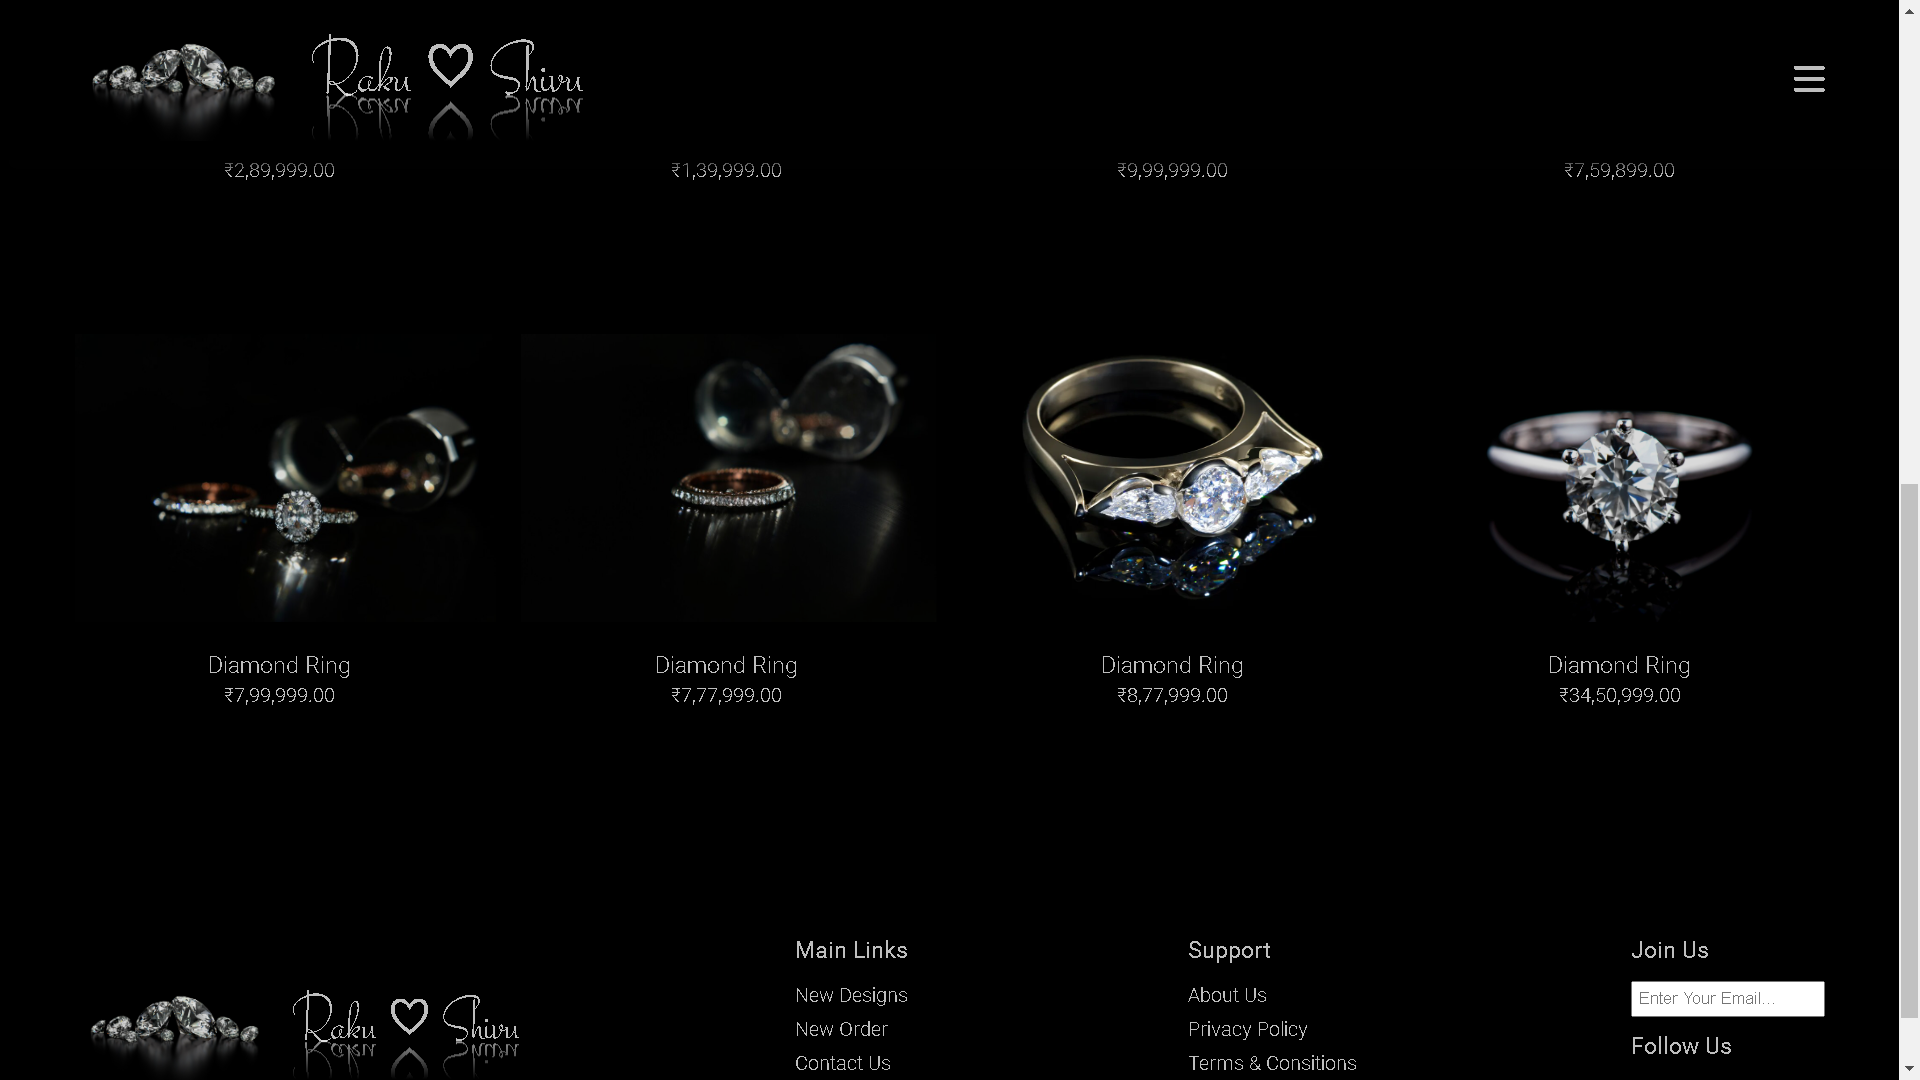 Raku ♡ Shivu
₹2,89,999.00
₹1,39,999.00
₹9,99,999.00
₹7,59,899.00
Diamond Ring
₹7,99,999.00
Diamond Ring
₹7,77,999.00
Diamond Ring
₹8,77,999.00
Diamond Ring
₹34,50,999.00
Raku ♡ Shivu
Main Links
New Designs
New Order
Contact Us
Support
About Us
Privacy Policy
Terms & Consitions
Join Us
Enter Your Email...
Follow Us